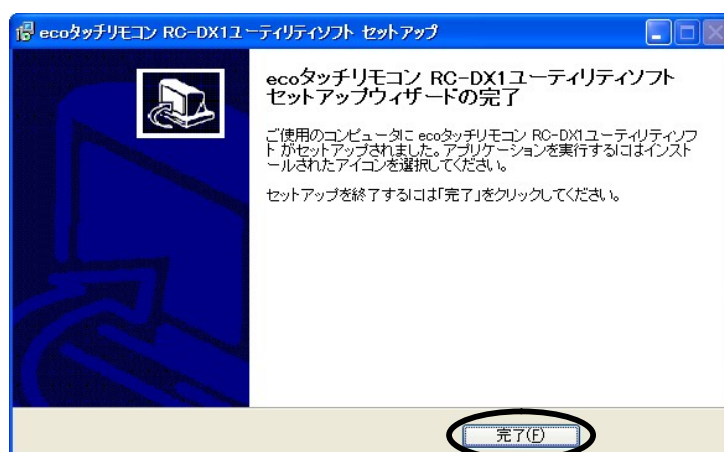 ecoタッチリモコン RC-DX1ユーティリティソフト セットアップ
ecoタッチリモコン RC-DX1ユーティリティソフト
セットアップウィザードの完了
ご使用のコンピュータに ecoタッチリモコン RC-DX1ユーティリティソフ
ト がセットアップされました。アプリケーションを実行するにはインスト
ールされたアイコンを選択してください。
セットアップを終了するには「完了」をクリックしてください。
完了(F)